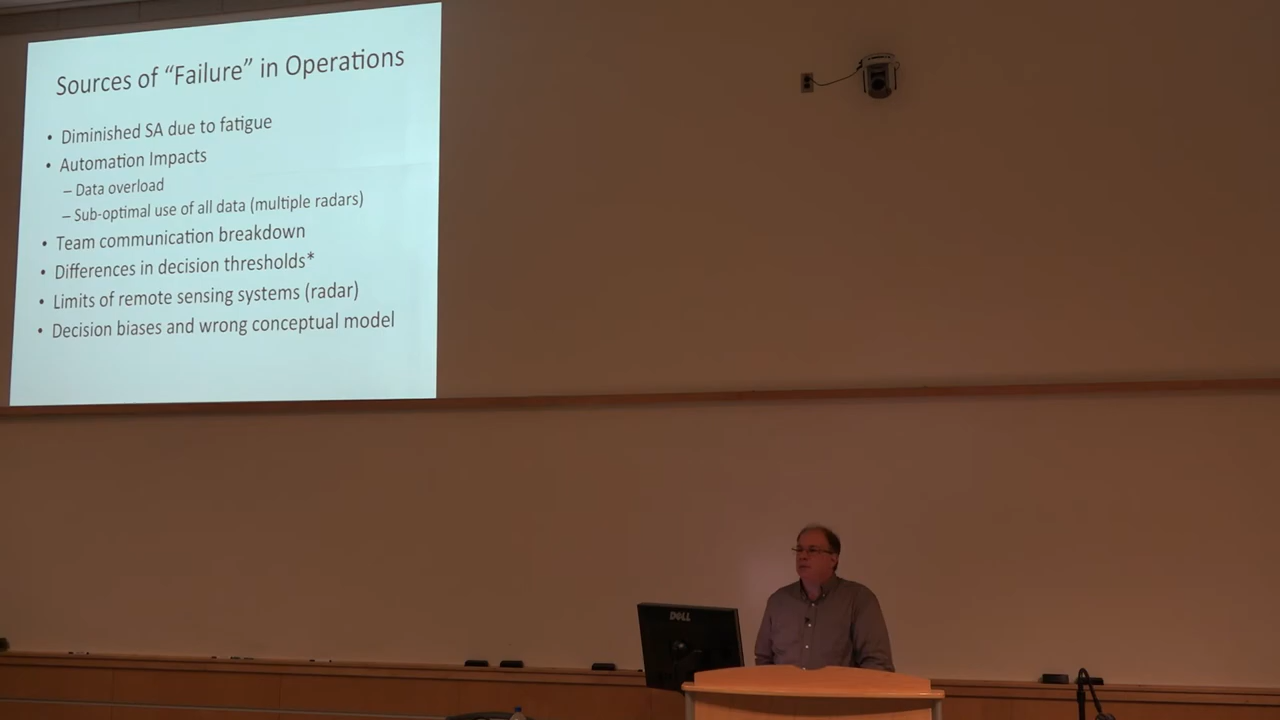 Sources of “Failure” in Operations
• Diminished SA due to fatigue
• Automation Impacts
– Data overload
– Sub-optimal use of all data (multiple radars)
• Team communication breakdown
• Differences in decision thresholds*
• Limits of remote sensing systems (radar)
• Decision biases and wrong conceptual model
DELL